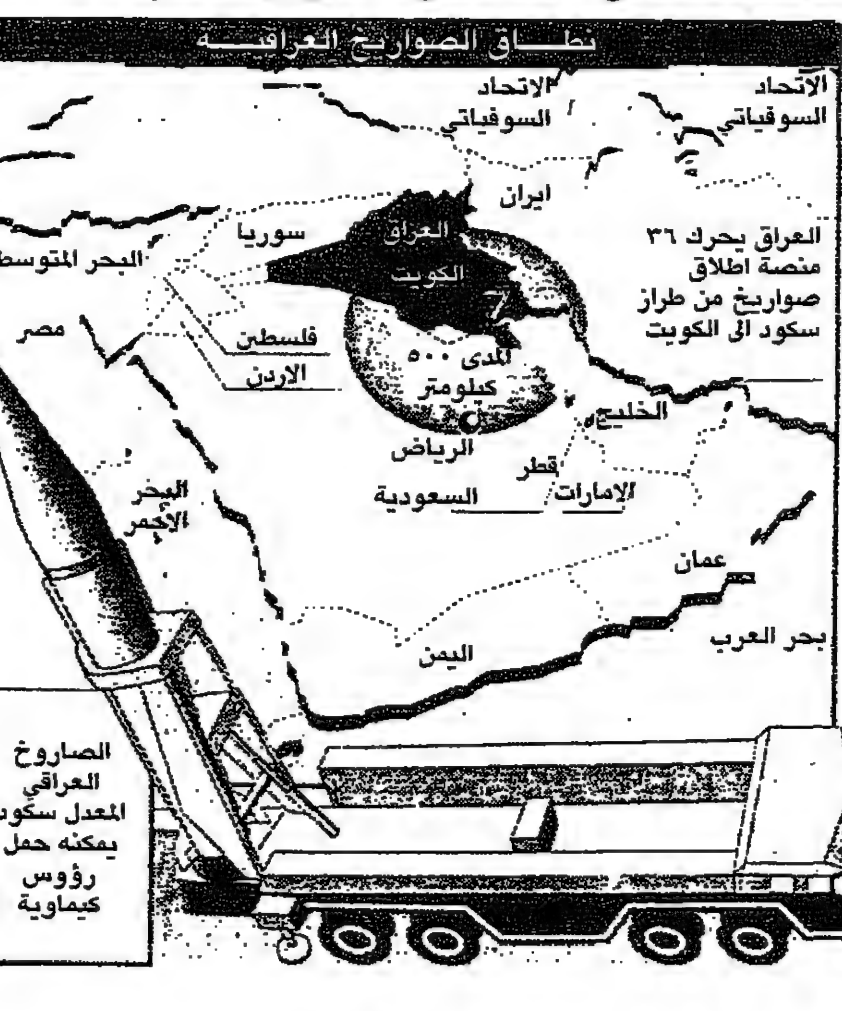 نطاق الصواريخ العراقية
الاتحاد
السوفياتي
الاتحاد
السوفياتي
ايران
العراق يحرك ٣٦
منصة اطلاق
صواريخ من طراز
سكود الى الكويت
العراق
الكويت
سوريا
البحر المتوسط
مصر
فلسطين
الاردن
المدى ٥٠٠
كيلومتر
الرياض
الخليج
قطر
الامارات
السعودية
البحر
الاحمر
عمان
بحر العرب
اليمن
الصاروخ
العراقي
المعدل سكود
يمكنه حمل
رؤوس
كيماوية